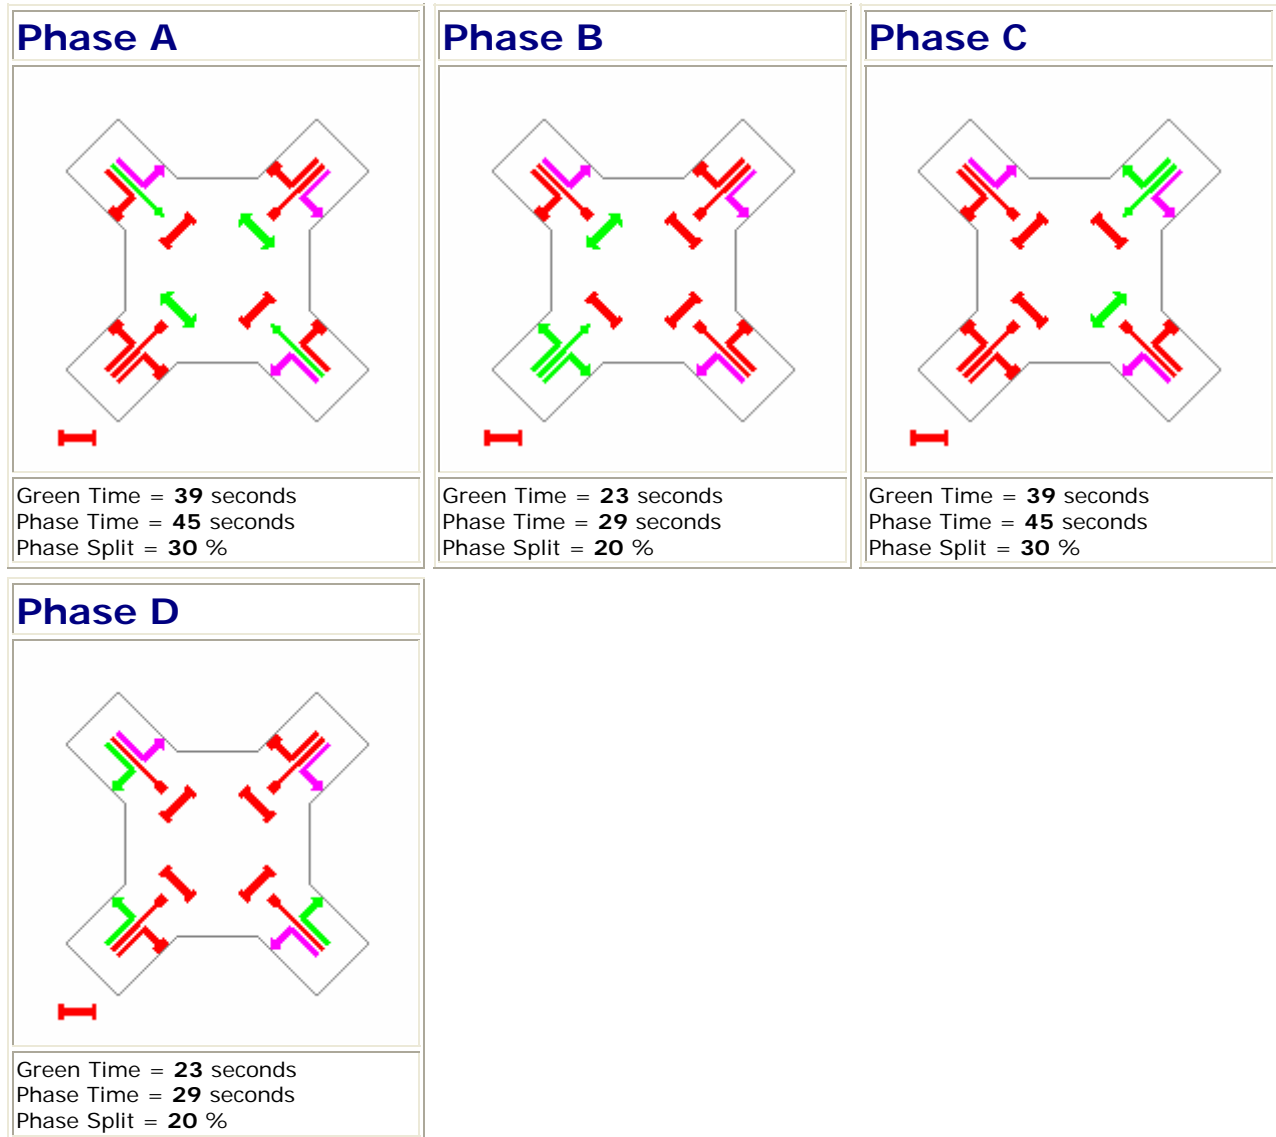 Phase A
Phase B
Phase C
Green Time = 39 seconds
Phase Time = 45 seconds
Phase Split = 30 %
Green Time = 23 seconds
Phase Time = 29 seconds
Phase Split = 20 %
Green Time = 39 seconds
Phase Time = 45 seconds
Phase Split = 30 %
Phase D
Green Time = 23 seconds
Phase Time = 29 seconds
Phase Split = 20 %